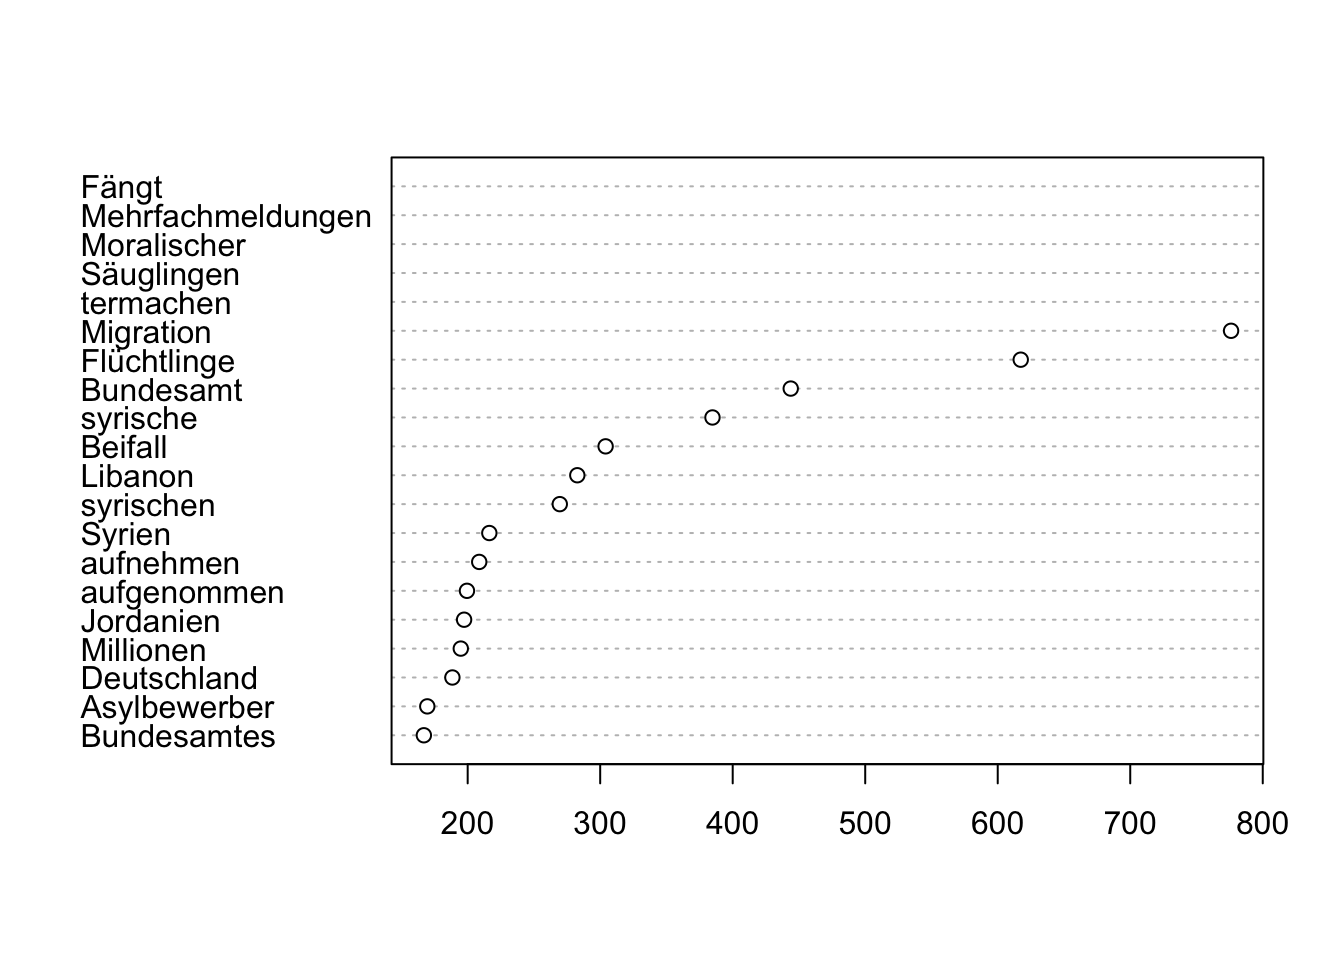 Fängt
Mehrfachmeldungen
Moralischer
Säuglingen
termachen
Migration
Flüchtlinge
Bundesamt
syrische
Beifall
Libanon
syrischen
Syrien
aufnehmen
aufgenommen
Jordanien
Millionen
Deutschland
Asylbewerber
Bundesamtes
200 300 400 500 600 700 800